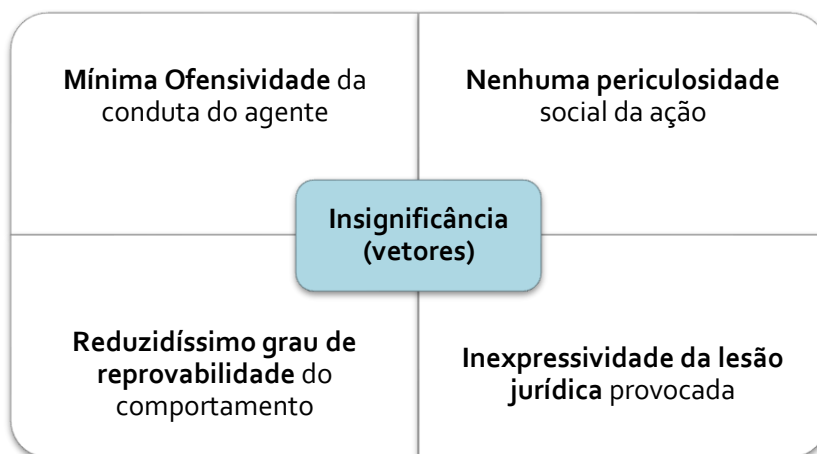 Mínima Ofensividade da
conduta do agente
Nenhuma periculosidade
social da ação
Insignificância
(vetores)
Reduzidíssimo grau de
reprovabilidade do
comportamento
Inexpressividade da lesão
jurídica provocada